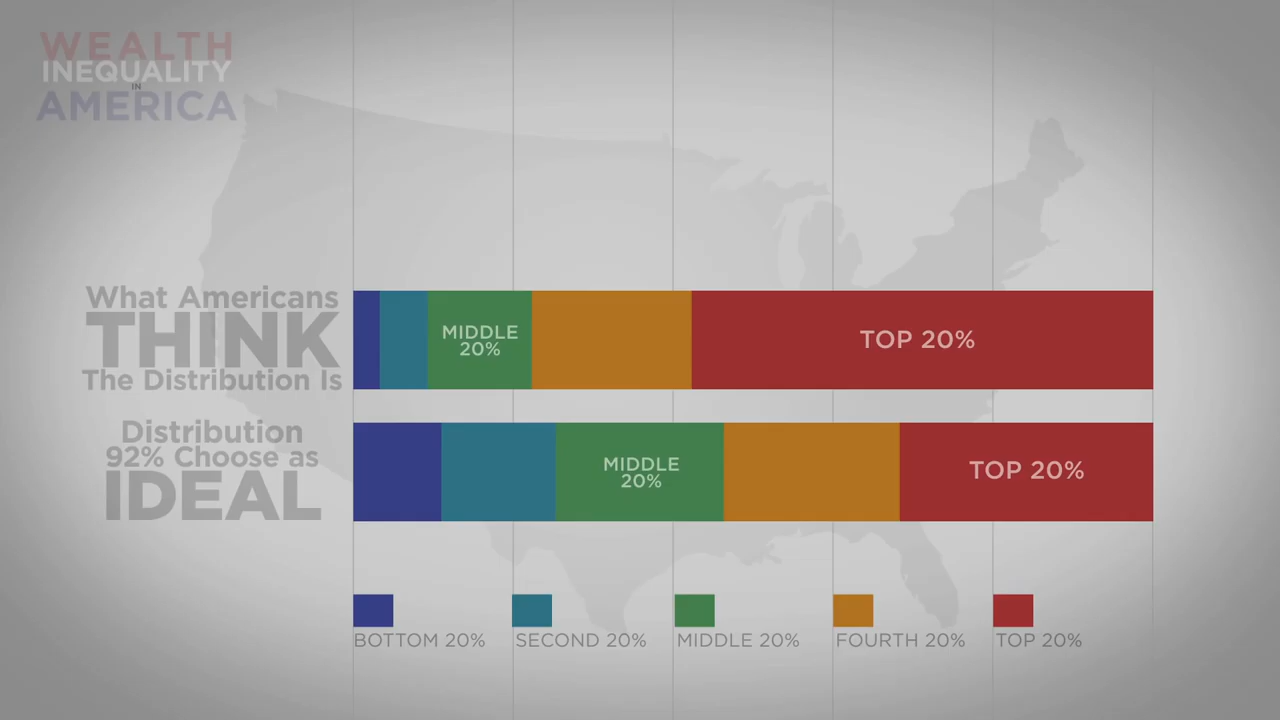 WEALTH
INEQUALITY
IN
AMERICA
What Americans
THINK
The Distribution Is
MIDDLE
20%
TOP 20%
Distribution
92% Choose as
IDEAL
MIDDLE
20%
TOP 20%
BOTTOM 20%
SECOND 20%
MIDDLE 20%
FOURTH 20%
TOP 20%